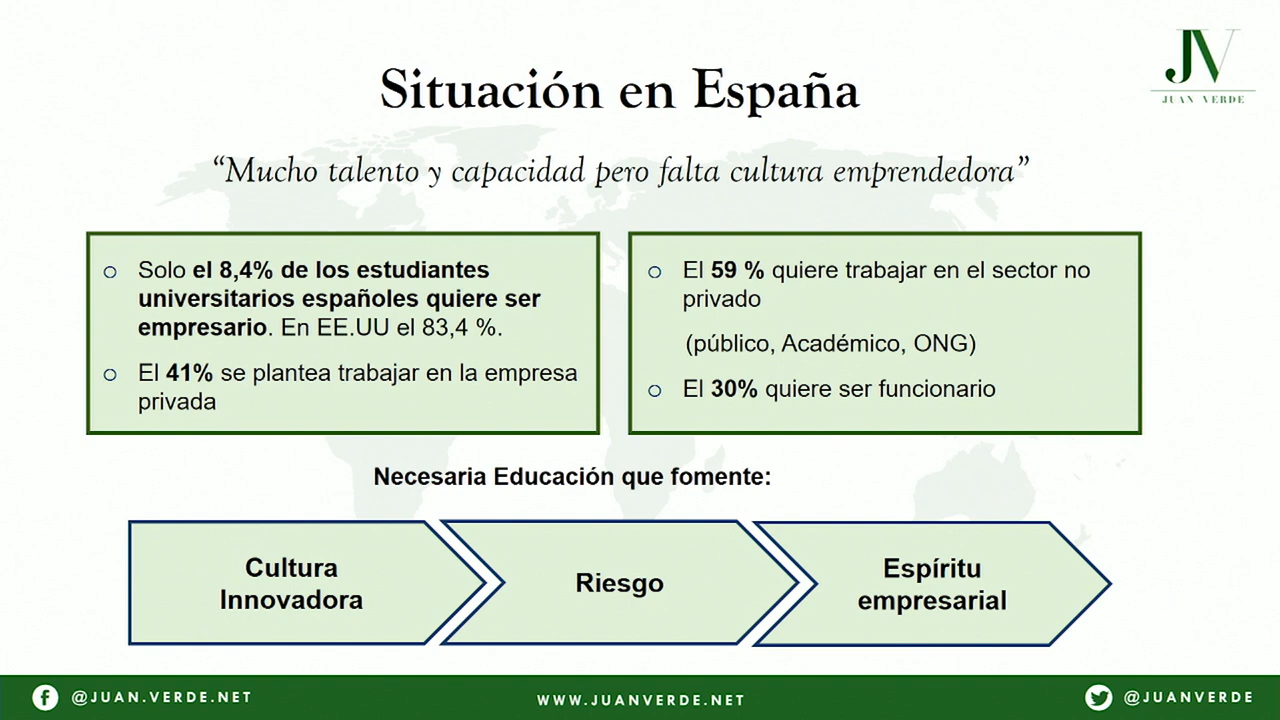 JV
JUAN VERDE
Situación en España
“Mucho talento y capacidad pero falta cultura emprendedora”
Solo el 8,4% de los estudiantes
universitarios españoles quiere ser
empresario. En EE.UU el 83,4 %.
El 41% se plantea trabajar en la empresa
privada
El 59 % quiere trabajar en el sector no
privado
(público, Académico, ONG)
El 30% quiere ser funcionario
Necesaria Educación que fomente:
Cultura
Innovadora
Riesgo
Espíritu
empresarial
@JUAN.VERDE.NET
WWW.JUANVERDE.NET
@JUANVERDE